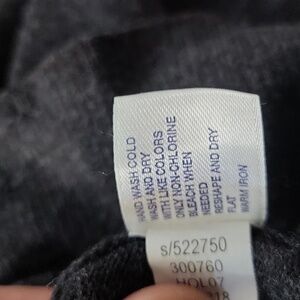 HAND WASH COLD
WASH AND DRY
WITH LIKE COLORS
ONLY NON-CHLORINE
BLEACH WHEN
NEEDED
RESHAPE AND DRY
FLAT
WARM IRON
s/522750
300760
HOL07
318